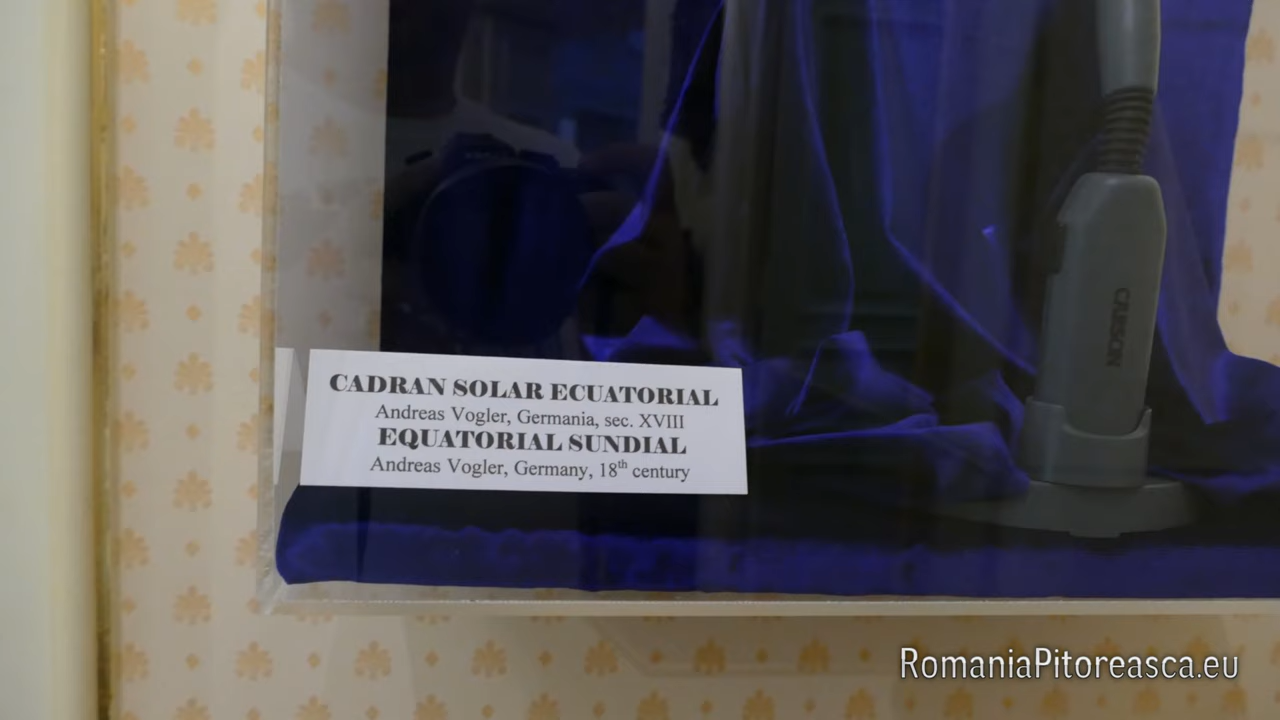 CADRAN SOLAR ECUATORIAL
Andreas Vogler, Germania, sec. XVIII
EQUATORIAL SUNDIAL
Andreas Vogler, Germany, 18th century
CARSON
RomaniaPitoreasca.eu